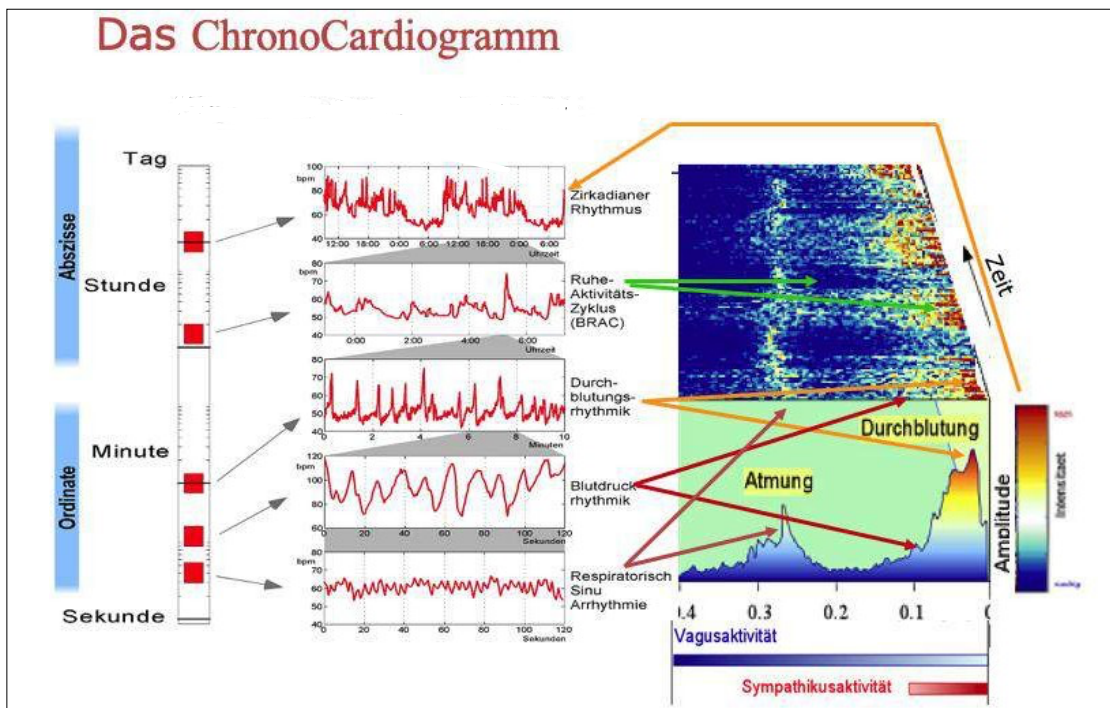 Das ChronoCardiogramm
Abszisse
Ordinate
Tag
Stunde
Minute
Sekunde
100
bpm
80
60
40
12:00 18:00 0:00 6:00 12:00 18:00 0:00 6:00
Uhrzeit
Zirkadianer
Rhythmus
80
bpm
70
60
50
40
0:00 2:00 4:00 6:00
Uhrzeit
Ruhe-
Aktivitäts-
Zyklus
(BRAC)
80
bpm
70
60
50
40
0 2 4 6 8 10
Minuten
Durch-
blutungs-
rhythmik
120
bpm
100
80
60
0 20 40 60 80 100 120
Sekunden
Blutdruck
rhythmik
80
bpm
70
60
50
40
0 20 40 60 80 100 120
Sekunden
Respiratorisch
Sinu
Arrhythmie
Zeit
Durchblutung
Atmung
Amplitude
Intensitaet
0.3 0.2 0.1
Vagusaktivität
Sympathikusaktivität